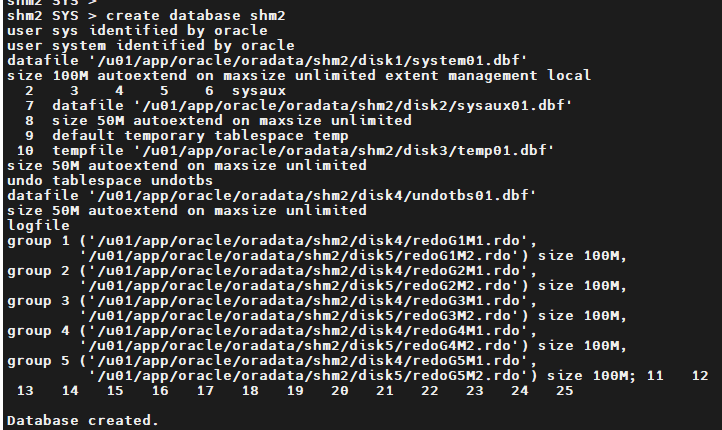 shm2 SYS >
shm2 SYS > create database shm2
user sys identified by oracle
user system identified by oracle
datafile '/u01/app/oracle/oradata/shm2/disk1/system01.dbf'
size 100M autoextend on maxsize unlimited extent management local
  2    3    4    5    6  sysaux
  7  datafile '/u01/app/oracle/oradata/shm2/disk2/sysaux01.dbf'
  8  size 50M autoextend on maxsize unlimited
  9  default temporary tablespace temp
 10  tempfile '/u01/app/oracle/oradata/shm2/disk3/temp01.dbf'
size 50M autoextend on maxsize unlimited
undo tablespace undotbs
datafile '/u01/app/oracle/oradata/shm2/disk4/undotbs01.dbf'
size 50M autoextend on maxsize unlimited
logfile
group 1 ('/u01/app/oracle/oradata/shm2/disk4/redoG1M1.rdo',
         '/u01/app/oracle/oradata/shm2/disk5/redoG1M2.rdo') size 100M,
group 2 ('/u01/app/oracle/oradata/shm2/disk4/redoG2M1.rdo',
         '/u01/app/oracle/oradata/shm2/disk5/redoG2M2.rdo') size 100M,
group 3 ('/u01/app/oracle/oradata/shm2/disk4/redoG3M1.rdo',
         '/u01/app/oracle/oradata/shm2/disk5/redoG3M2.rdo') size 100M,
group 4 ('/u01/app/oracle/oradata/shm2/disk4/redoG4M1.rdo',
         '/u01/app/oracle/oradata/shm2/disk5/redoG4M2.rdo') size 100M,
group 5 ('/u01/app/oracle/oradata/shm2/disk4/redoG5M1.rdo',
         '/u01/app/oracle/oradata/shm2/disk5/redoG5M2.rdo') size 100M; 11   12
 13   14   15   16   17   18   19   20   21   22   23   24   25
Database created.